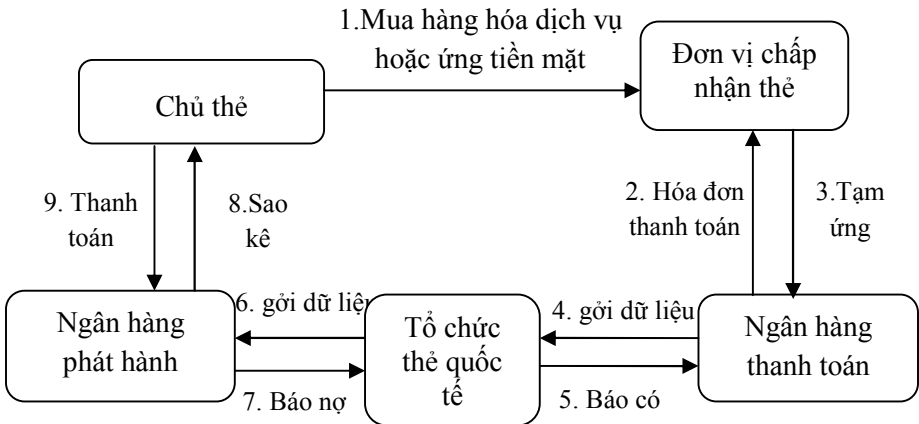 1.Mua hàng hóa dịch vụ
hoặc ứng tiền mặt
Đơn vị chấp
nhận thẻ
Chủ thẻ
9. Thanh
toán
8.Sao
kê
2. Hóa đơn
thanh toán
3.Tạm
ứng
6. gởi dữ liệu
4. gởi dữ liệu
Ngân hàng
phát hành
Tổ chức
thẻ quốc
tế
Ngân hàng
thanh toán
7. Báo nợ
5. Báo có